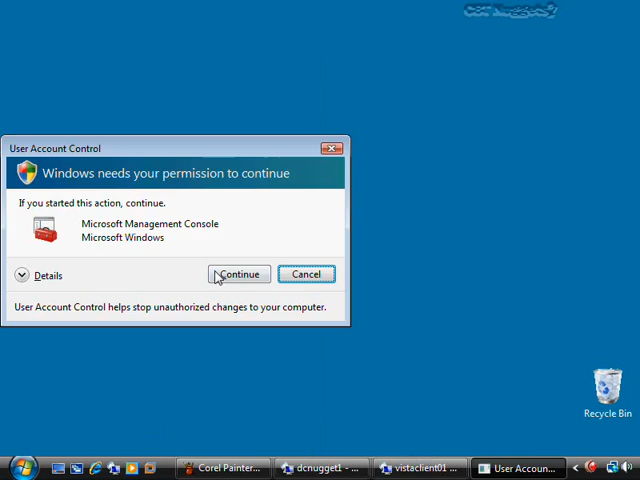 CBT Nuggets
User Account Control
Windows needs your permission to continue
If you started this action, continue.
Microsoft Management Console
Microsoft Windows
Details
Continue
Cancel
User Account Control helps stop unauthorized changes to your computer.
Recycle Bin
Corel Painter...
dcnugget1 - ...
vistaclient01 ...
User Accoun...